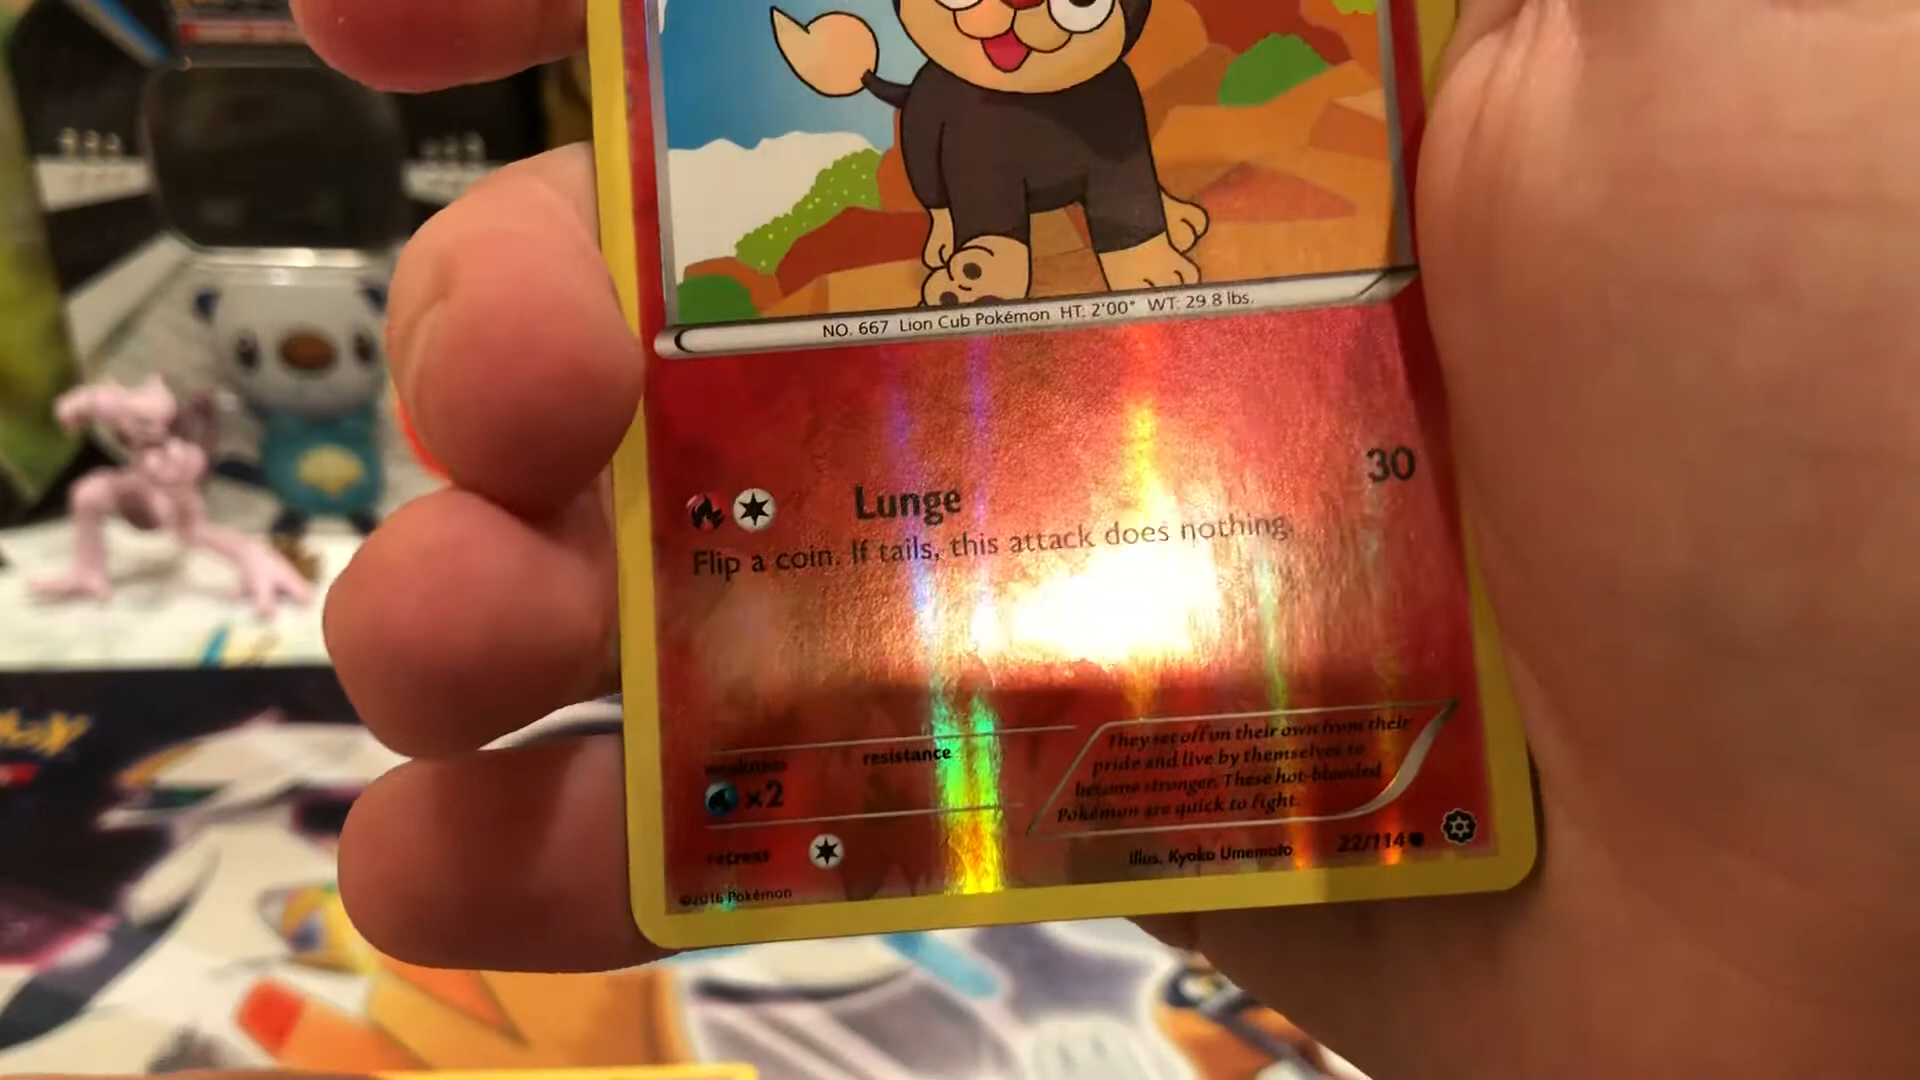 NO. 667 Lion Cub Pokémon HT: 2'00" WT: 29.8 lbs.
Lunge 30
Flip a coin. If tails, this attack does nothing.
weakness
x2
resistance
They set off on their own from their
pride and live by themselves to
become stronger. These hot-blooded
Pokémon are quick to fight.
retreat
Illus. Kyoko Umemoto 22/114
©2016 Pokémon